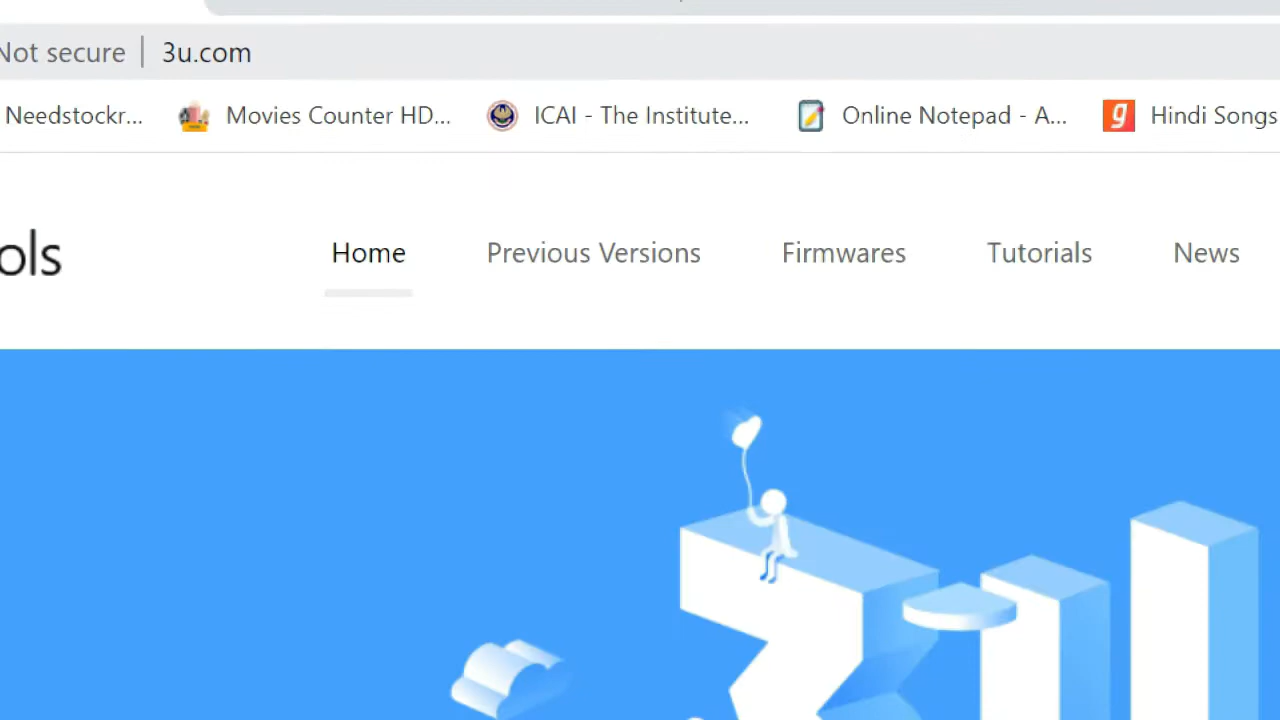 Not secure | 3u.com
Needstockr... Movies Counter HD... ICAI - The Institute... Online Notepad - A... g Hindi Songs
ols Home Previous Versions Firmwares Tutorials News
3u